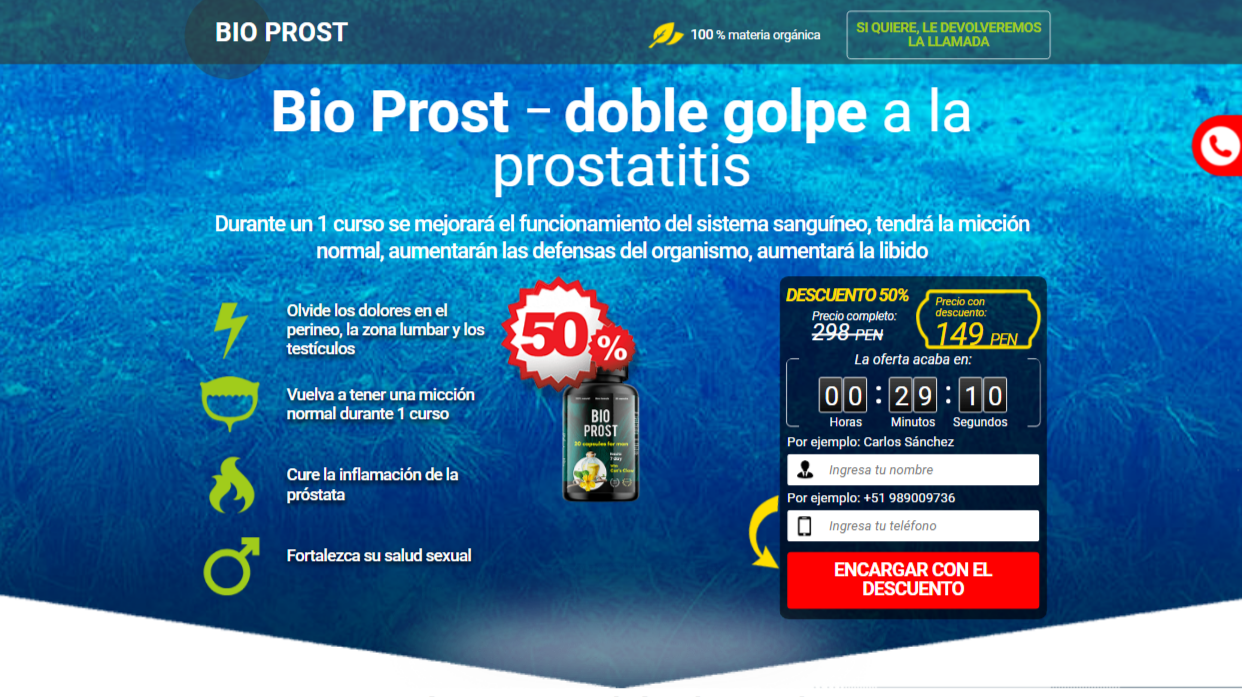 BIO PROST
100 % materia orgánica
SI QUIERE, LE DEVOLVEREMOS
LA LLAMADA
Bio Prost – doble golpe a la
prostatitis
Durante un 1 curso se mejorará el funcionamiento del sistema sanguíneo, tendrá la micción
normal, aumentarán las defensas del organismo, aumentará la libido
Olvide los dolores en el
perineo, la zona lumbar y los
testículos
Vuelva a tener una micción
normal durante 1 curso
Cure la inflamación de la
próstata
Fortalezca su salud sexual
50 %
BIO
PROST
30 capsules for men
DESCUENTO 50%
Precio completo:
298 PEN
Precio con
descuento:
149 PEN
La oferta acaba en:
00 : 29 : 10
Horas Minutos Segundos
Por ejemplo: Carlos Sánchez
Ingresa tu nombre
Por ejemplo: +51 989009736
Ingresa tu teléfono
ENCARGAR CON EL
DESCUENTO